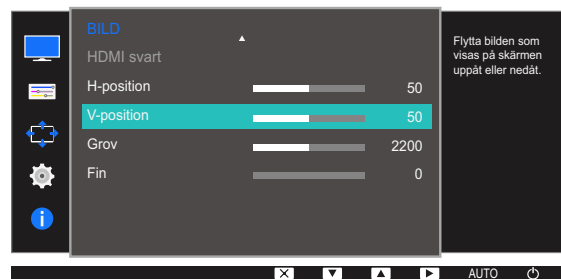 BILD
HDMI svart
H-position 50
V-position 50
Grov 2200
Fin 0
Flytta bilden som
visas på skärmen
uppåt eller nedåt.
AUTO